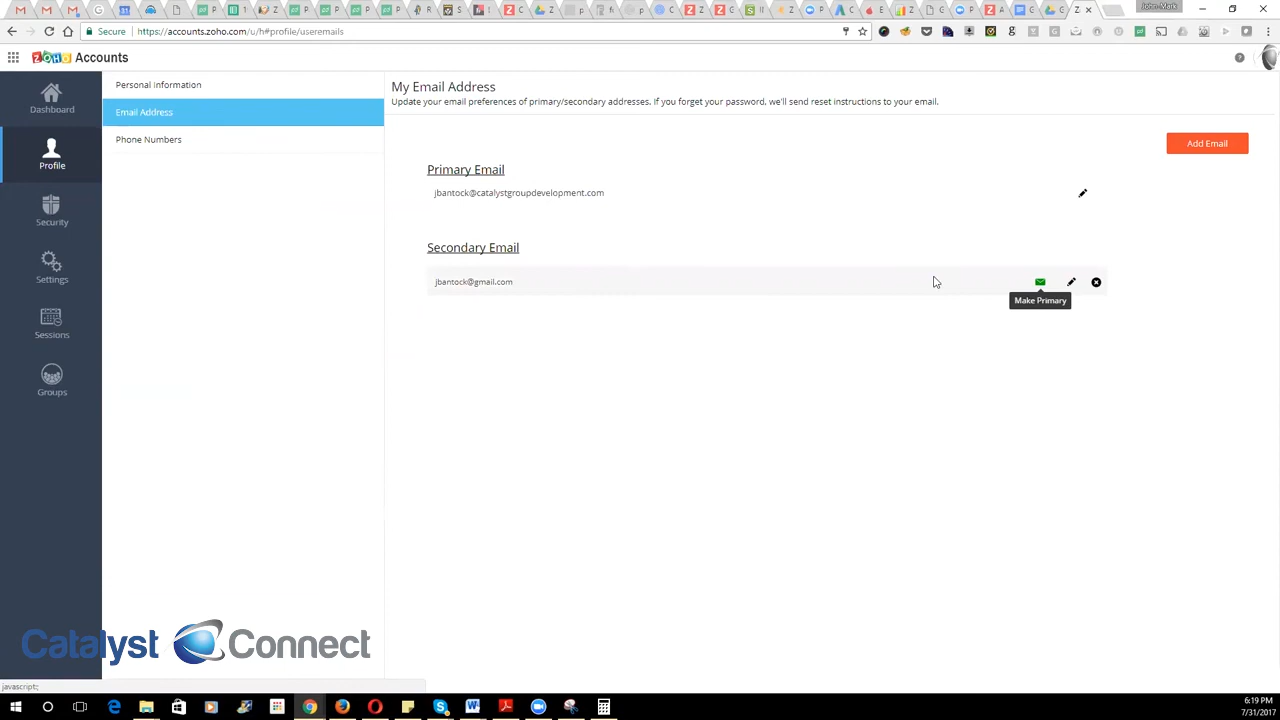 John-Mark
Secure
https://accounts.zoho.com/u/h#profile/useremails
ZOHO Accounts
Dashboard
Profile
Security
Settings
Sessions
Groups
Personal Information
Email Address
Phone Numbers
My Email Address
Update your email preferences of primary/secondary addresses. If you forget your password, we'll send reset instructions to your email.
Add Email
Primary Email
jbantock@catalystgroupdevelopment.com
Secondary Email
jbantock@gmail.com
Make Primary
Catalyst Connect
javascript:;
6:19 PM
7/31/2017